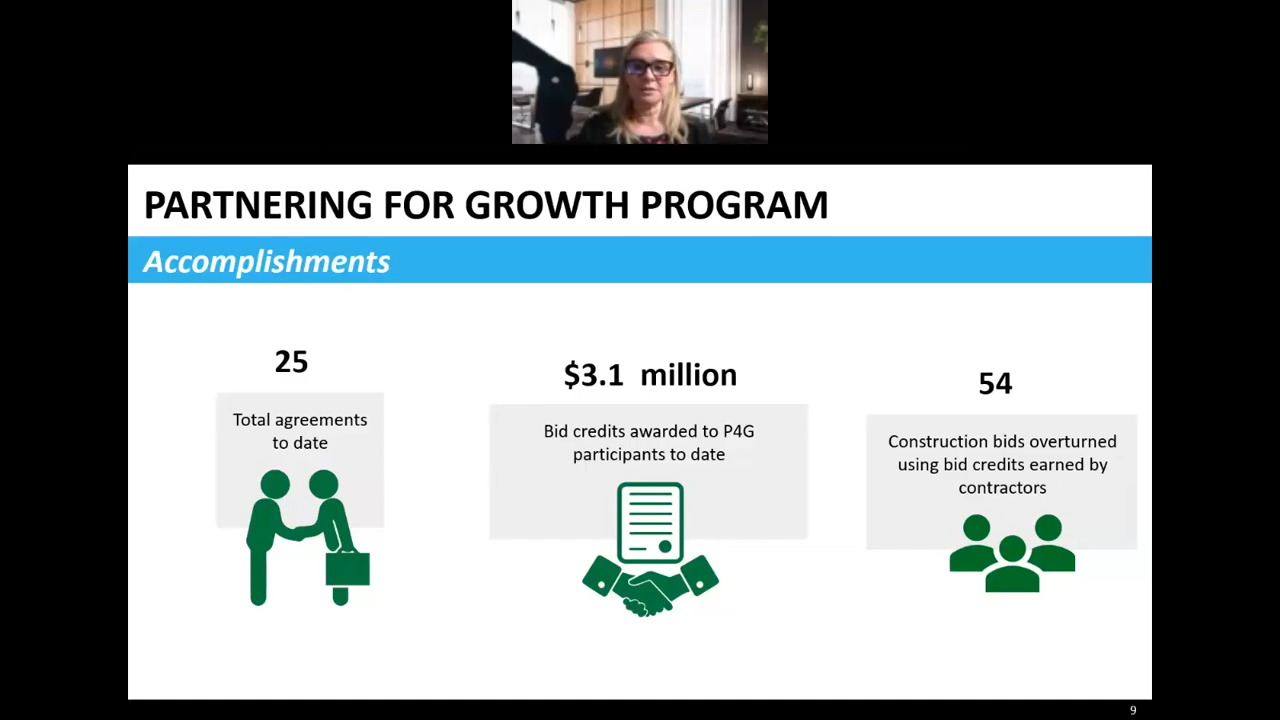 PARTNERING FOR GROWTH PROGRAM
Accomplishments
25
Total agreements
to date
$3.1 million
Bid credits awarded to P4G
participants to date
54
Construction bids overturned
using bid credits earned by
contractors
9